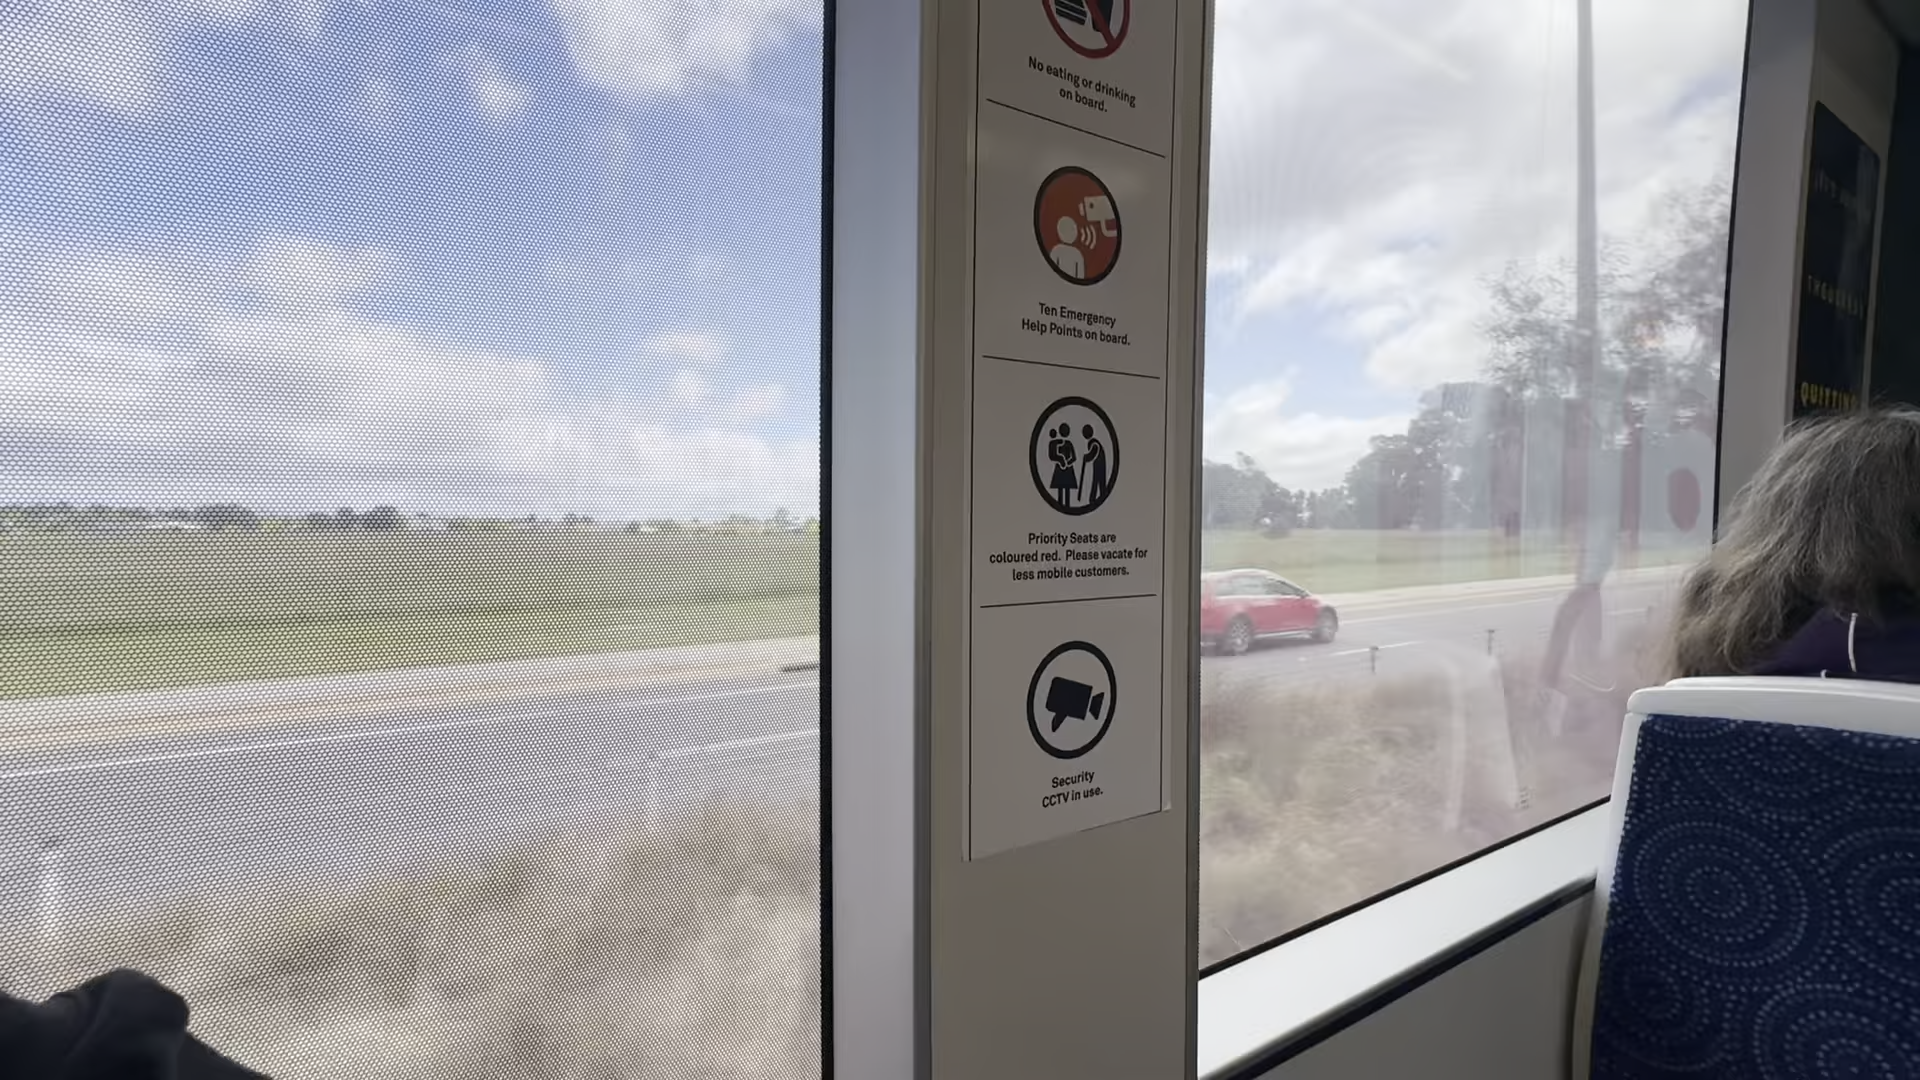 No eating or drinking
on board.
Ten Emergency
Help Points on board.
Priority Seats are
coloured red. Please vacate for
less mobile customers.
Security
CCTV in use.
QUITTING